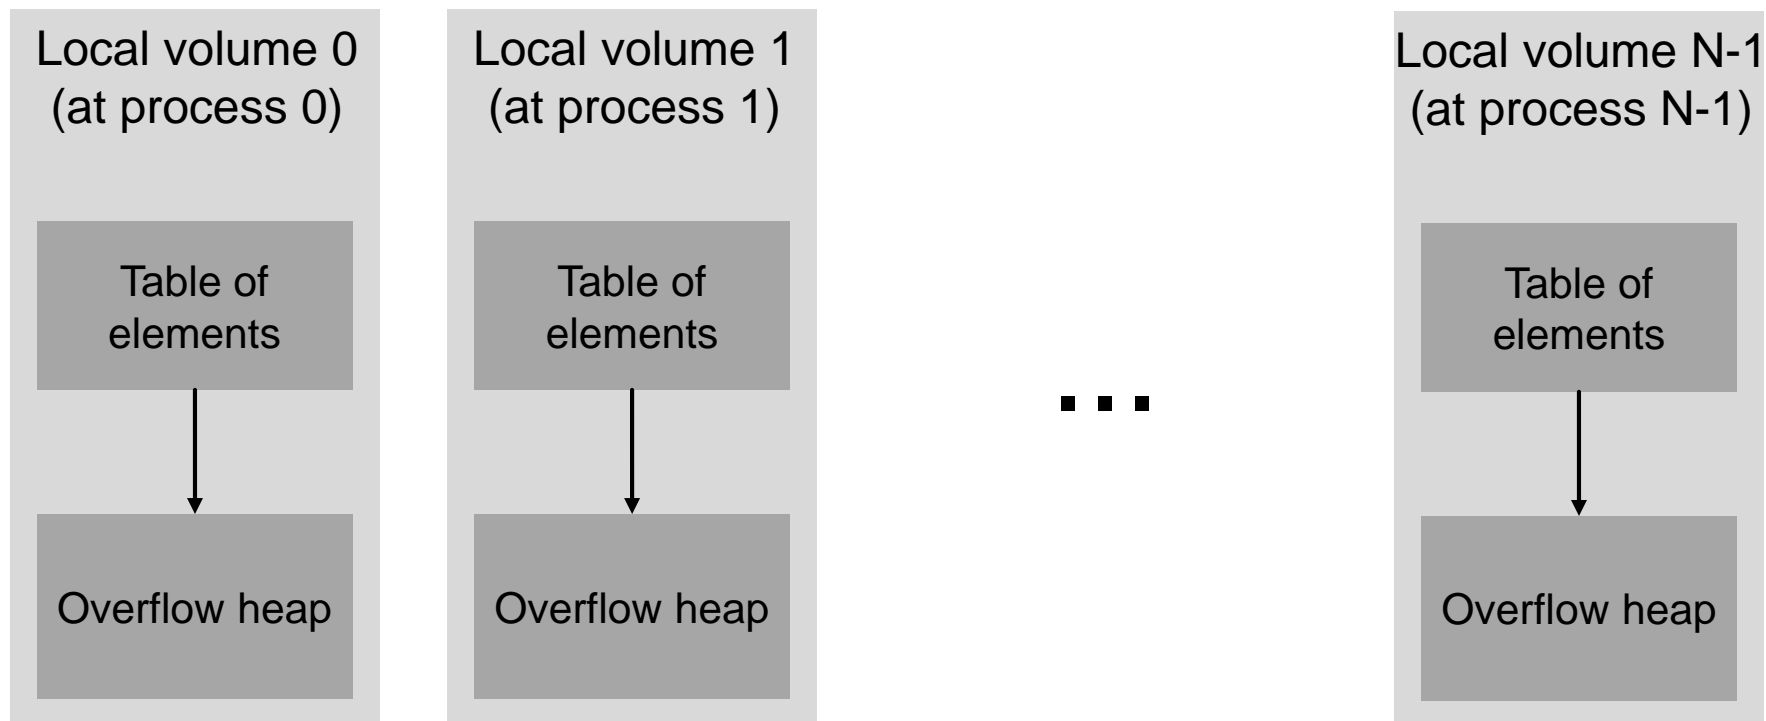 Local volume 0
(at process 0)
Table of
elements
Overflow heap
Local volume 1
(at process 1)
Table of
elements
Overflow heap
...
Local volume N-1
(at process N-1)
Table of
elements
Overflow heap